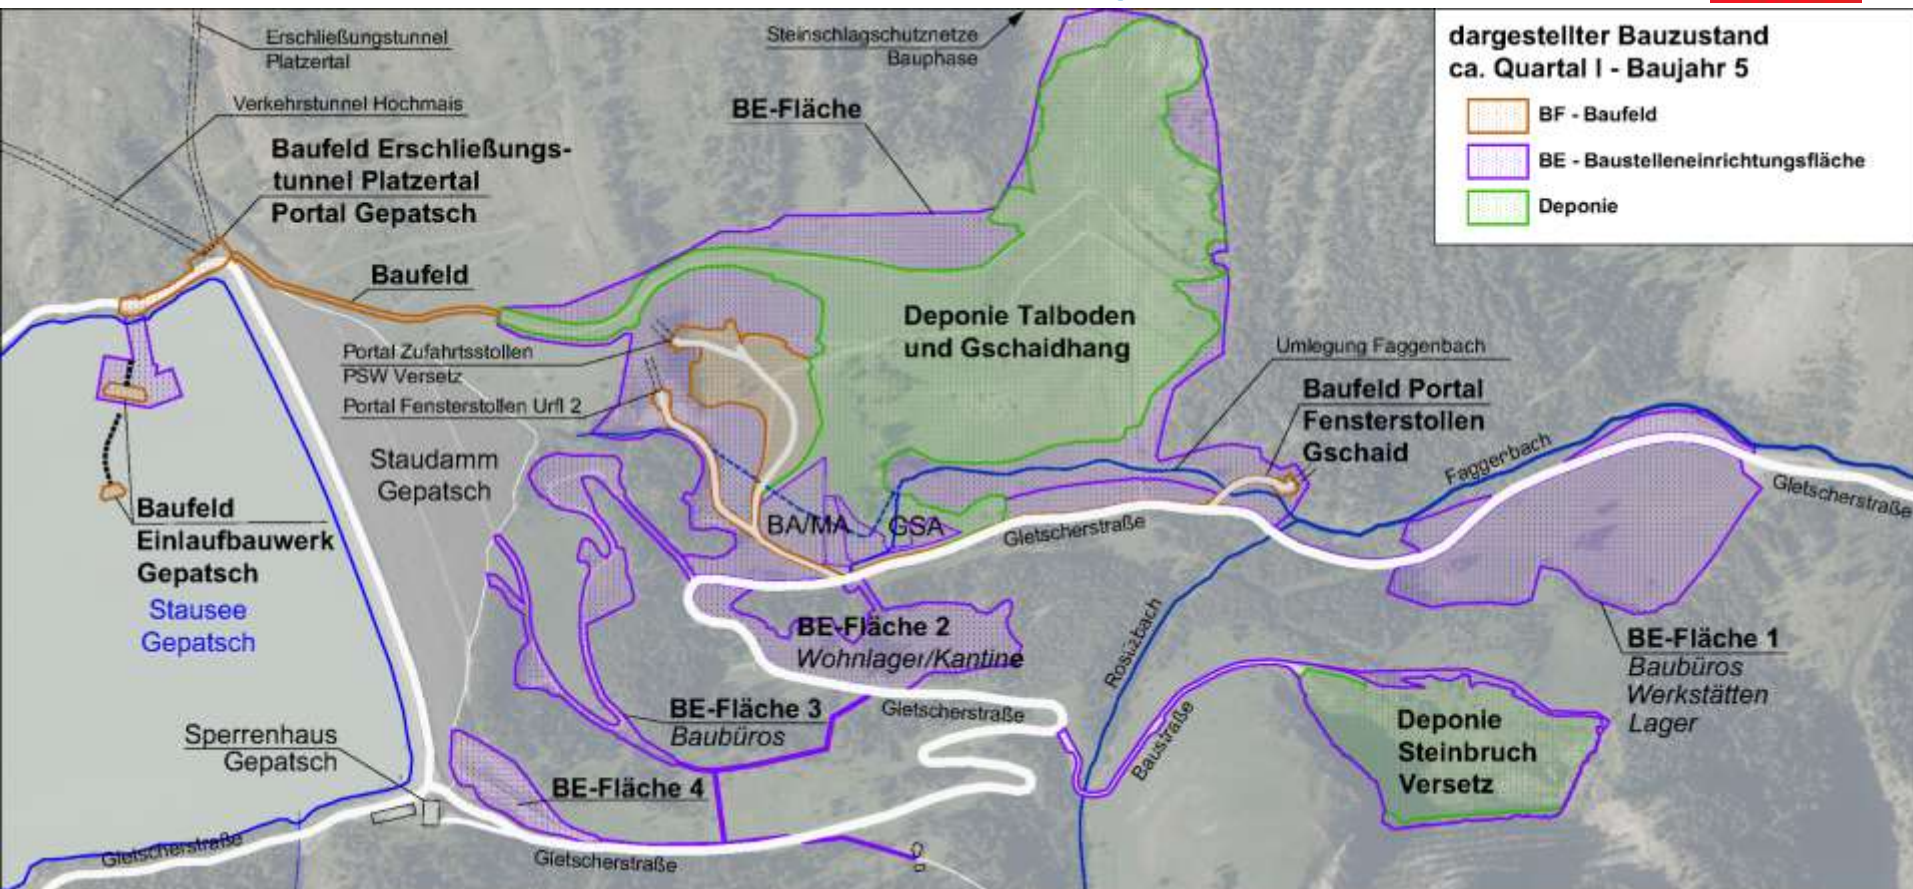 Erschließungstunnel
Platzertal
Verkehrstunnel Hochmais
Baufeld Erschließungs-
tunnel Platzertal
Portal Gepatsch
Baufeld
Steinschlagschutznetze
Bauphase
BE-Fläche
dargestellter Bauzustand
ca. Quartal I - Baujahr 5
BF - Baufeld
BE - Baustelleneinrichtungsfläche
Deponie
Deponie Talboden
und Gschaidhang
Portal Zufahrtsstollen
PSW Versetz
Portal Fensterstollen Urfl 2
Umlegung Faggenbach
Baufeld Portal
Fensterstollen
Gschaid
Faggerbach
Gletscherstraße
Staudamm
Gepatsch
Baufeld
Einlaufbauwerk
Gepatsch
Stausee
Gepatsch
BA/MA
GSA
Gletscherstraße
BE-Fläche 2
Wohnlager/Kantine
Rostizbach
BE-Fläche 1
Baubüros
Werkstätten
Lager
BE-Fläche 3
Baubüros
Gletscherstraße
Baustraße
Deponie
Steinbruch
Versetz
Sperrenhaus
Gepatsch
BE-Fläche 4
Gletscherstraße
Gletscherstraße